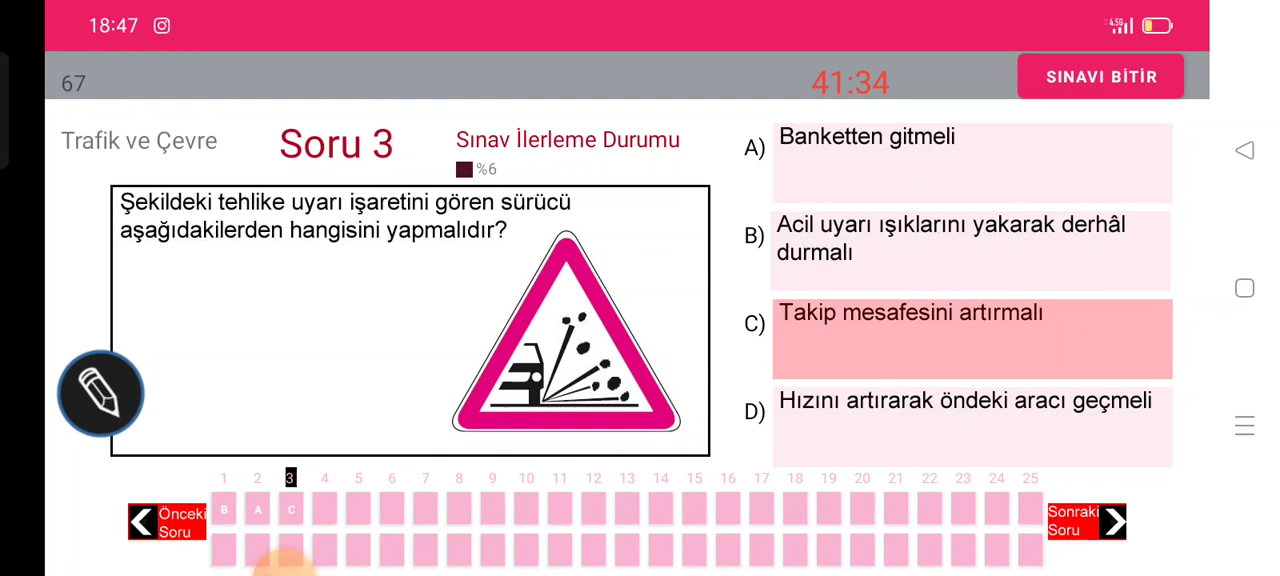 18:47
4.5G
67
41:34
SINAVI BİTİR
Trafik ve Çevre
Soru 3
Sınav İlerleme Durumu
%6
Şekildeki tehlike uyarı işaretini gören sürücü
aşağıdakilerden hangisini yapmalıdır?
A) Banketten gitmeli
B) Acil uyarı ışıklarını yakarak derhâl
durmalı
C) Takip mesafesini artırmalı
D) Hızını artırarak öndeki aracı geçmeli
1 2 3 4 5 6 7 8 9 10 11 12 13 14 15 16 17 18 19 20 21 22 23 24 25
B A C
Önceki
Soru
Sonraki
Soru